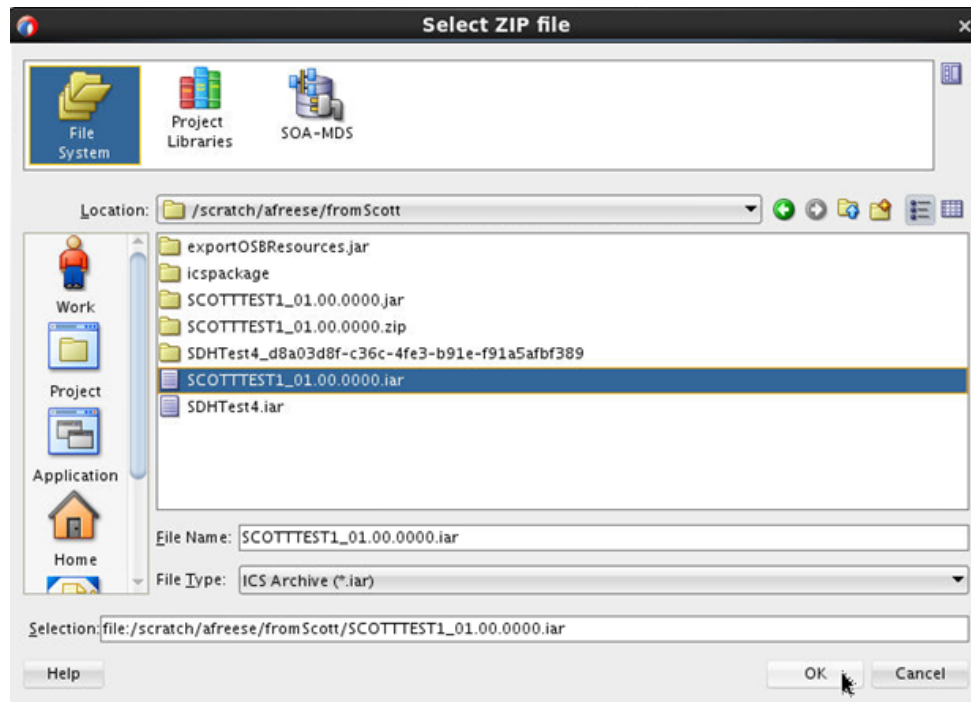 Select ZIP file
File
System
Project
Libraries
SOA-MDS
Location: /scratch/afreese/fromScott
Work
Project
Application
Home
exportOSBResources.jar
icspackage
SCOTTTEST1_01.00.0000.jar
SCOTTTEST1_01.00.0000.zip
SDHTest4_d8a03d8f-c36c-4fe3-b91e-f91a5afbf389
SCOTTTEST1_01.00.0000.iar
SDHTest4.iar
File Name: SCOTTTEST1_01.00.0000.iar
File Type: ICS Archive (*.iar)
Selection: file:/scratch/afreese/fromScott/SCOTTTEST1_01.00.0000.iar
Help OK Cancel